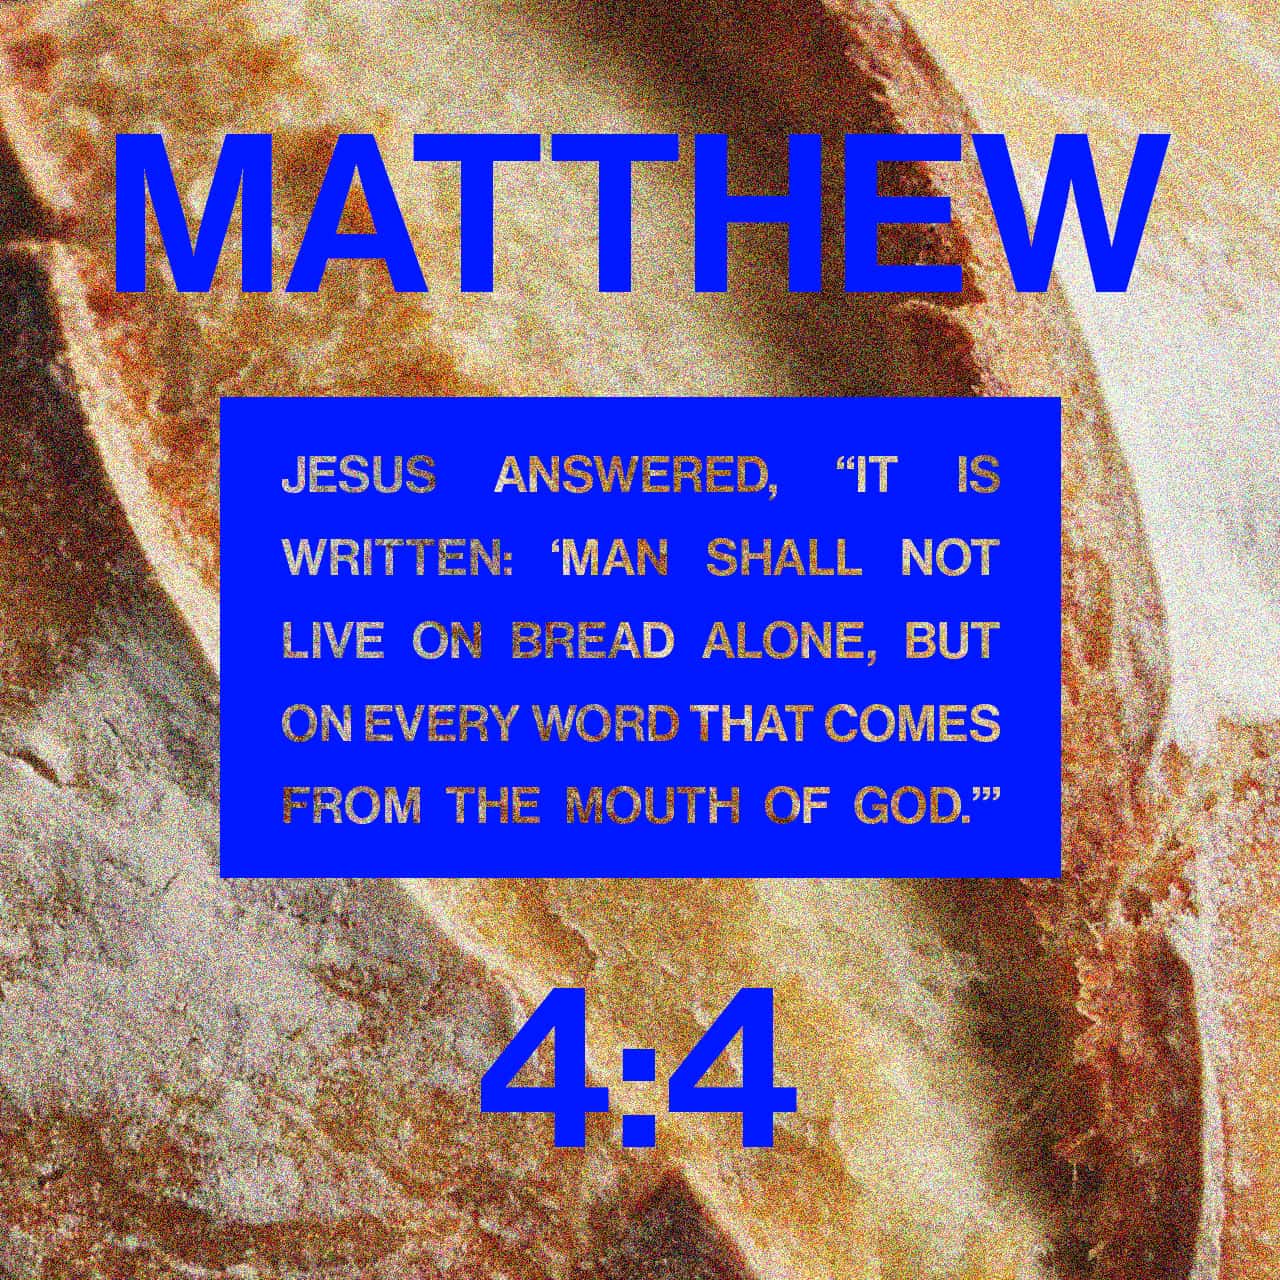 MATTHEW
JESUS ANSWERED, “IT IS
WRITTEN: ‘MAN SHALL NOT
LIVE ON BREAD ALONE, BUT
ON EVERY WORD THAT COMES
FROM THE MOUTH OF GOD.’”
4:4